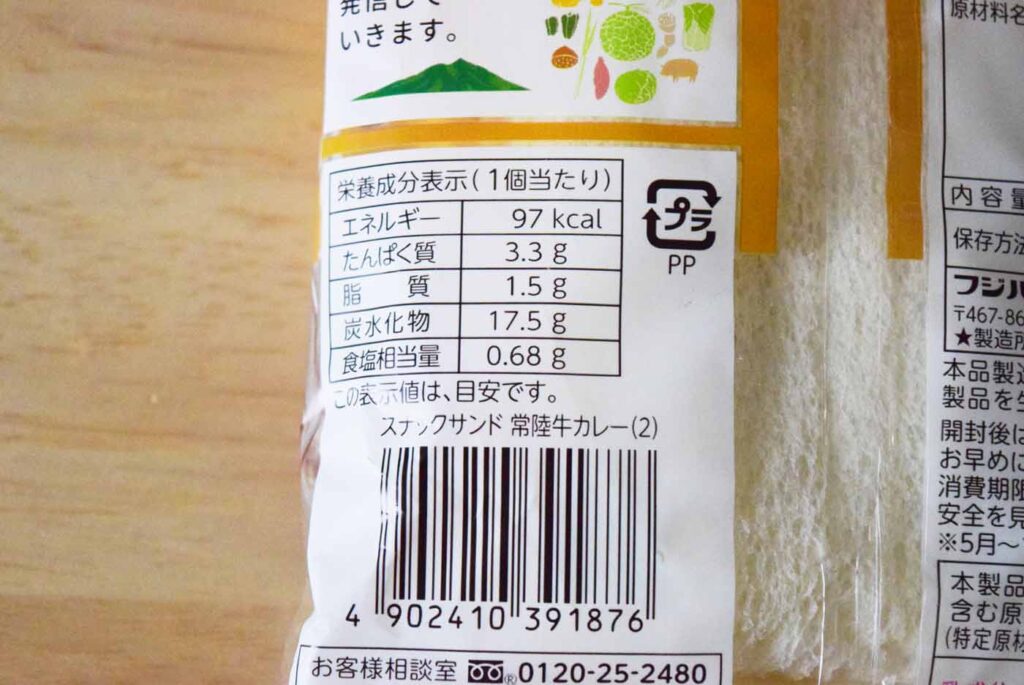 発信して
いきます。
栄養成分表示(1個当たり)
エネルギー 97 kcal
たんぱく質 3.3 g
脂 質 1.5 g
炭水化物 17.5 g
食塩相当量 0.68 g
この表示値は、目安です。
スナックサンド 常陸牛カレー(2)
4 902410 391876
お客様相談室 ® 0120-25-2480
プラ
PP
原材料名
内容量
保存方法
フジパ
〒467-86
★製造所
本品製造
製品を生
開封後は
お早めに
消費期限
安全を見
※5月〜
本製品
含む原
(特定原材